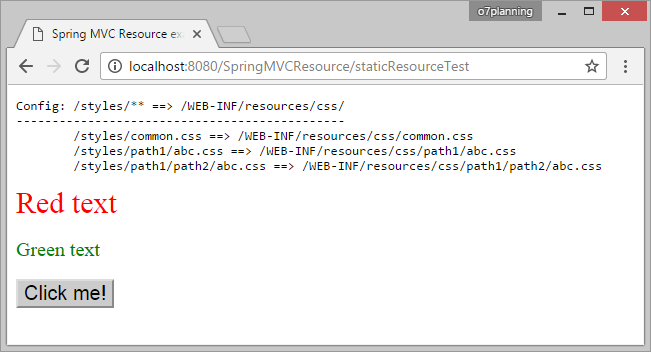 o7planning
Spring MVC Resource exa
localhost:8080/SpringMVCResource/staticResourceTest
Config: /styles/** ==> /WEB-INF/resources/css/
----------------------------------------------
/styles/common.css ==> /WEB-INF/resources/css/common.css
/styles/path1/abc.css ==> /WEB-INF/resources/css/path1/abc.css
/styles/path1/path2/abc.css ==> /WEB-INF/resources/css/path1/path2/abc.css
Red text
Green text
Click me!